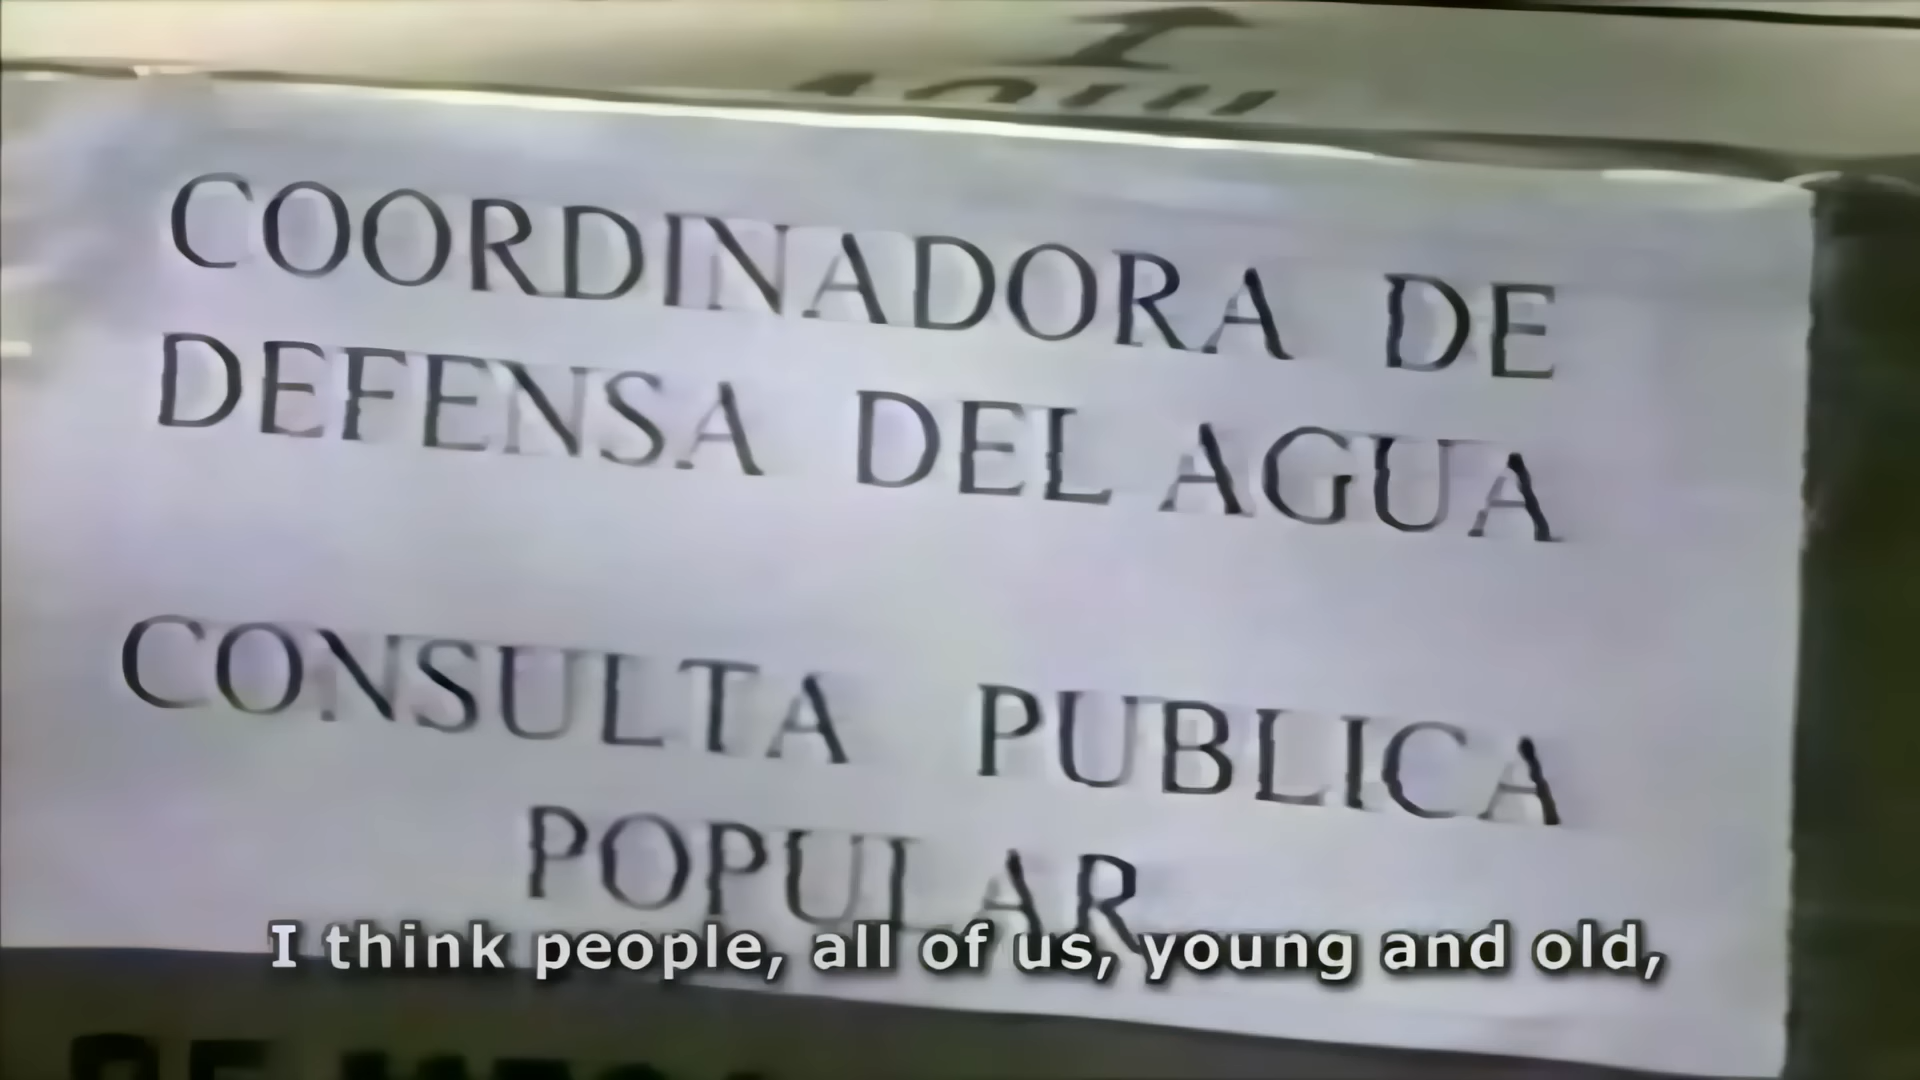 COORDINADORA DE
DEFENSA DEL AGUA
CONSULTA PUBLICA
POPULAR
I think people, all of us, young and old,